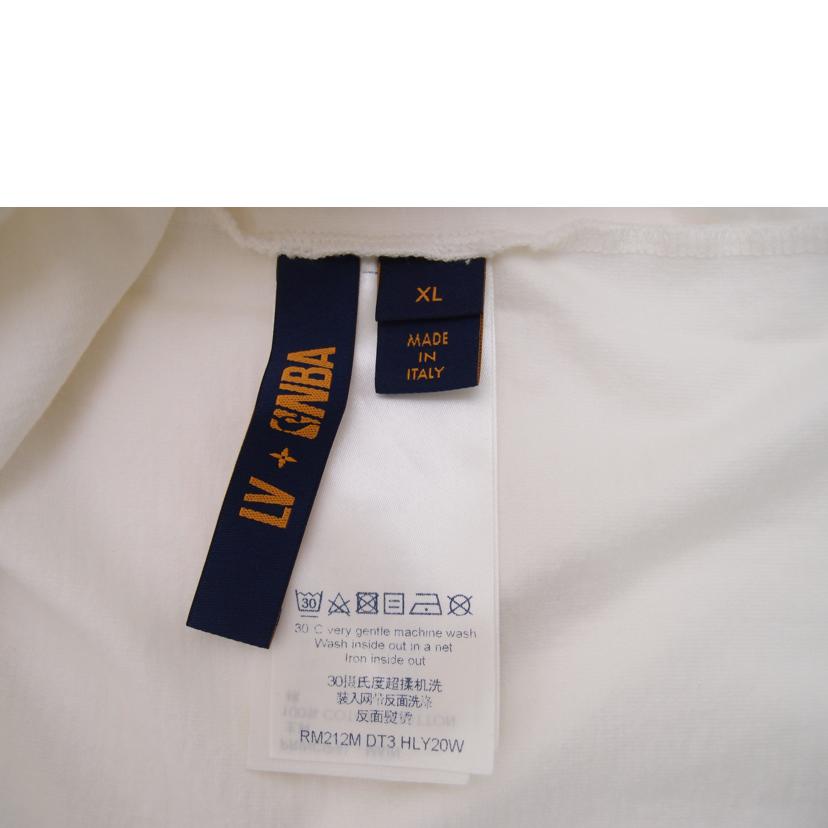 XL
MADE
IN
ITALY
LV + NBA
30
30°C very gentle machine wash
Wash inside out in a net
Iron inside out
30摄氏度超揉机洗
装入网中反面洗涤
反面熨烫
RM212M DT3 HLY20W